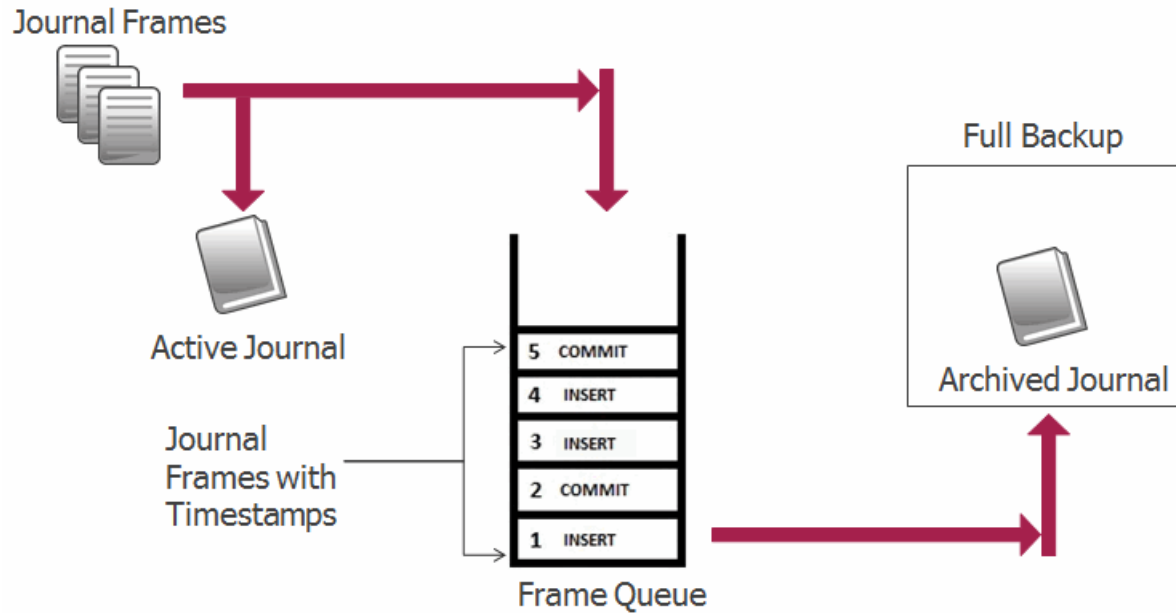 Journal Frames
Full Backup
Active Journal
Archived Journal
5 COMMIT
4 INSERT
3 INSERT
2 COMMIT
1 INSERT
Journal
Frames with
Timestamps
Frame Queue